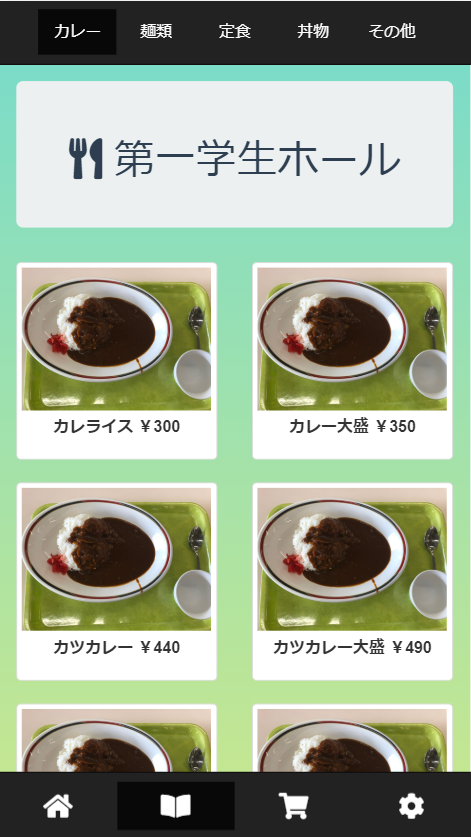 カレー 麺類 定食 丼物 その他
第一学生ホール
カレライス ￥300
カレー大盛 ￥350
カツカレー ￥440
カツカレー大盛 ￥490